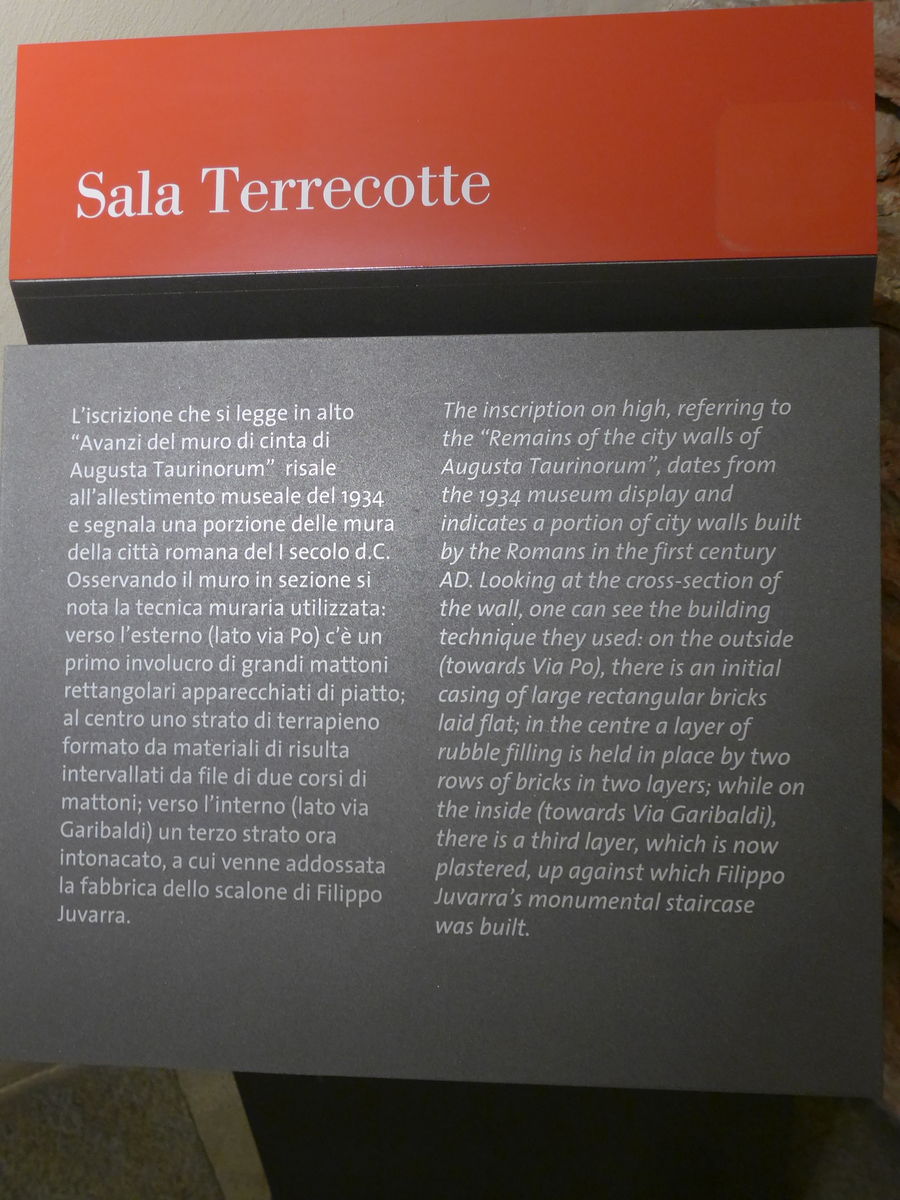 Sala Terrecotte
L'iscrizione che si legge in alto
“Avanzi del muro di cinta di
Augusta Taurinorum” risale
all'allestimento museale del 1934
e segnala una porzione delle mura
della città romana del I secolo d.C.
Osservando il muro in sezione si
nota la tecnica muraria utilizzata:
verso l'esterno (lato via Po) c'è un
primo involucro di grandi mattoni
rettangolari apparecchiati di piatto;
al centro uno strato di terrapieno
formato da materiali di risulta
intervallati da file di due corsi di
mattoni; verso l'interno (lato via
Garibaldi) un terzo strato ora
intonacato, a cui venne addossata
la fabbrica dello scalone di Filippo
Juvarra.
The inscription on high, referring to
the “Remains of the city walls of
Augusta Taurinorum”, dates from
the 1934 museum display and
indicates a portion of city walls built
by the Romans in the first century
AD. Looking at the cross-section of
the wall, one can see the building
technique they used: on the outside
(towards Via Po), there is an initial
casing of large rectangular bricks
laid flat; in the centre a layer of
rubble filling is held in place by two
rows of bricks in two layers; while on
the inside (towards Via Garibaldi),
there is a third layer, which is now
plastered, up against which Filippo
Juvarra's monumental staircase
was built.